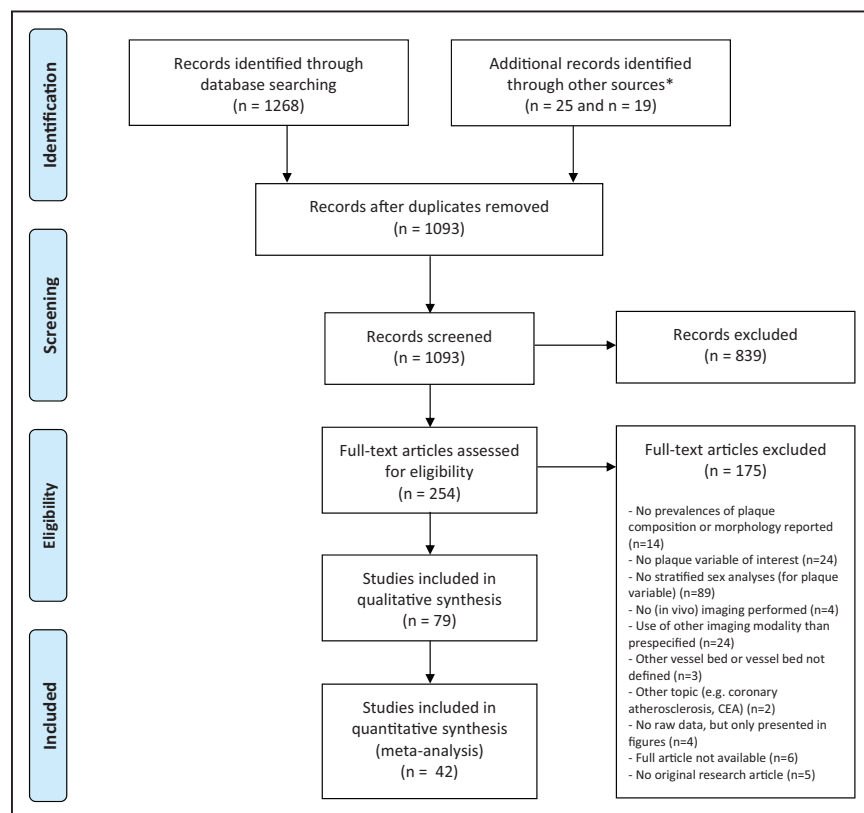 Identification
Records identified through
database searching
(n = 1268)
Additional records identified
through other sources*
(n = 25 and n = 19)
Records after duplicates removed
(n = 1093)
Screening
Records screened
(n = 1093)
Records excluded
(n = 839)
Eligibility
Full-text articles assessed
for eligibility
(n = 254)
Full-text articles excluded
(n = 175)
- No prevalences of plaque
composition or morphology reported
(n=14)
- No plaque variable of interest (n=24)
- No stratified sex analyses (for plaque
variable) (n=89)
- No (in vivo) imaging performed (n=4)
- Use of other imaging modality than
prespecified (n=24)
- Other vessel bed or vessel bed not
defined (n=3)
- Other topic (e.g. coronary
atherosclerosis, CEA) (n=2)
- No raw data, but only presented in
figures (n=4)
- Full article not available (n=6)
- No original research article (n=5)
Studies included in
qualitative synthesis
(n = 79)
Included
Studies included in
quantitative synthesis
(meta-analysis)
(n =  42)